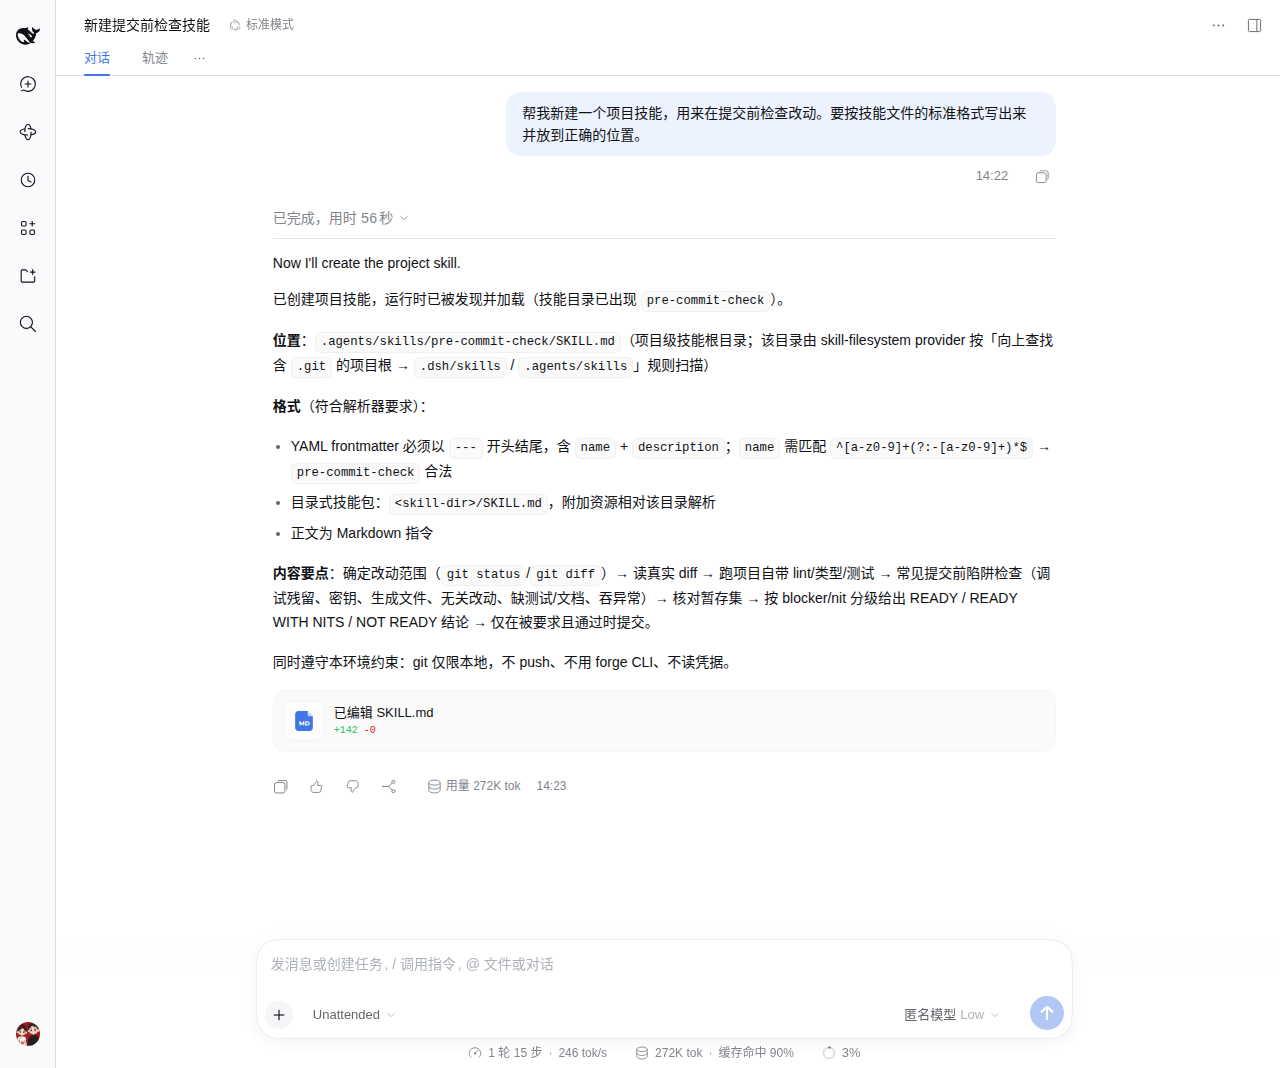 新建提交前检查技能 标准模式
对话 轨迹
帮我新建一个项目技能，用来在提交前检查改动。要按技能文件的标准格式写出来
并放到正确的位置。
14:22
已完成，用时 56秒
Now I'll create the project skill.
已创建项目技能，运行时已被发现并加载（技能目录已出现 pre-commit-check）。
位置：.agents/skills/pre-commit-check/SKILL.md（项目级技能根目录；该目录由 skill-filesystem provider 按「向上查找
含 .git 的项目根 → .dsh/skills / .agents/skills」规则扫描）
格式（符合解析器要求）：
• YAML frontmatter 必须以 --- 开头结尾，含 name + description；name 需匹配 ^[a-z0-9]+(?:-[a-z0-9]+)*$ →
pre-commit-check 合法
• 目录式技能包：<skill-dir>/SKILL.md，附加资源相对该目录解析
• 正文为 Markdown 指令
内容要点：确定改动范围（git status/git diff）→ 读真实 diff → 跑项目自带 lint/类型/测试 → 常见提交前陷阱检查（调
试残留、密钥、生成文件、无关改动、缺测试/文档、吞异常）→ 核对暂存集 → 按 blocker/nit 分级给出 READY / READY
WITH NITS / NOT READY 结论 → 仅在被要求且通过时提交。
同时遵守本环境约束：git 仅限本地，不 push、不用 forge CLI、不读凭据。
MD
已编辑 SKILL.md
+142 -0
用量 272K tok 14:23
发消息或创建任务, / 调用指令, @ 文件或对话
Unattended 匿名模型 Low
1 轮 15 步 · 246 tok/s 272K tok · 缓存命中 90% 3%